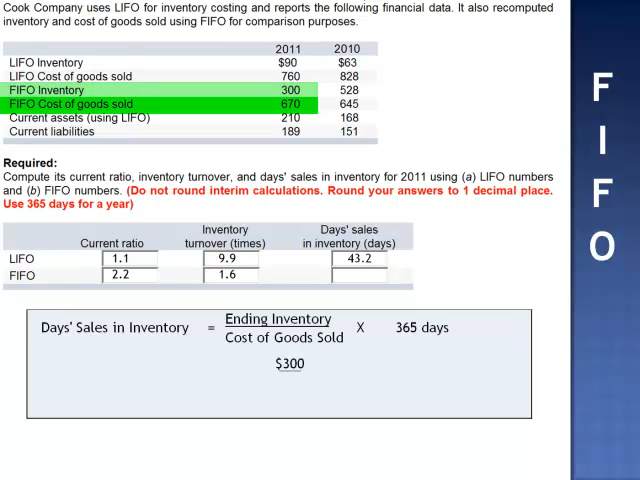 Cook Company uses LIFO for inventory costing and reports the following financial data. It also recomputed
inventory and cost of goods sold using FIFO for comparison purposes.
2011 2010
LIFO Inventory $90 $63
LIFO Cost of goods sold 760 828
FIFO Inventory 300 528
FIFO Cost of goods sold 670 645
Current assets (using LIFO) 210 168
Current liabilities 189 151
Required:
Compute its current ratio, inventory turnover, and days' sales in inventory for 2011 using (a) LIFO numbers
and (b) FIFO numbers. (Do not round interim calculations. Round your answers to 1 decimal place.
Use 365 days for a year)
Inventory Days' sales
Current ratio turnover (times) in inventory (days)
LIFO 1.1 9.9 43.2
FIFO 2.2 1.6
Days' Sales in Inventory = Ending Inventory X 365 days
Cost of Goods Sold
$300
F
I
F
O